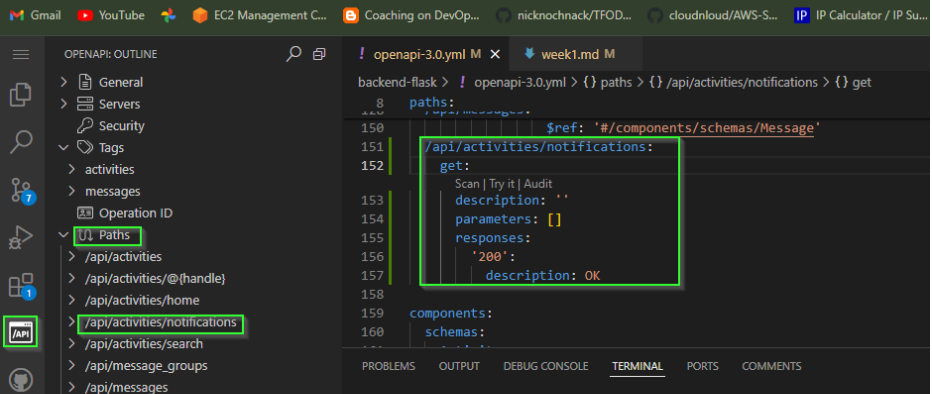 Gmail YouTube EC2 Management C... Coaching on DevOp... nicknochnack/TFOD... cloudnloud/AWS-S... IP IP Calculator / IP Su...
OPENAPI: OUTLINE
General
Servers
Security
Tags
activities
messages
Operation ID
Paths
/api/activities
/api/activities/@{handle}
/api/activities/home
/api/activities/notifications
/api/activities/search
/api/message_groups
/api/messages
7
1
/API
! openapi-3.0.yml M week1.md M
backend-flask > ! openapi-3.0.yml > {} paths > {} /api/activities/notifications > {} get
8 paths:
128 /api/messages:
150 $ref: '#/components/schemas/Message'
151 /api/activities/notifications:
152 get:
Scan | Try it | Audit
153 description: ''
154 parameters: []
155 responses:
156 '200':
157 description: OK
158
159 components:
160 schemas:
PROBLEMS OUTPUT DEBUG CONSOLE TERMINAL PORTS COMMENTS